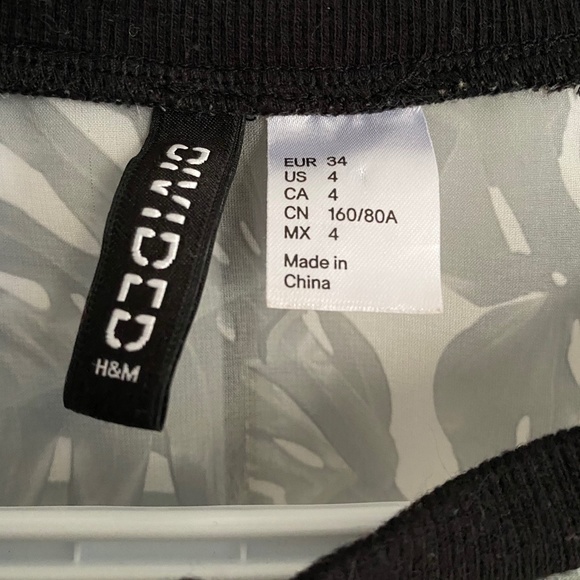 DIVIDED
H&M
EUR 34
US 4
CA 4
CN 160/80A
MX 4
Made in
China